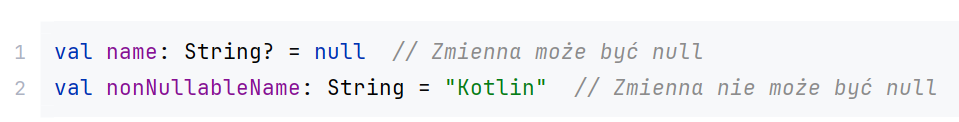 1 val name: String? = null // Zmienna może być null
2 val nonNullableName: String = "Kotlin" // Zmienna nie może być null